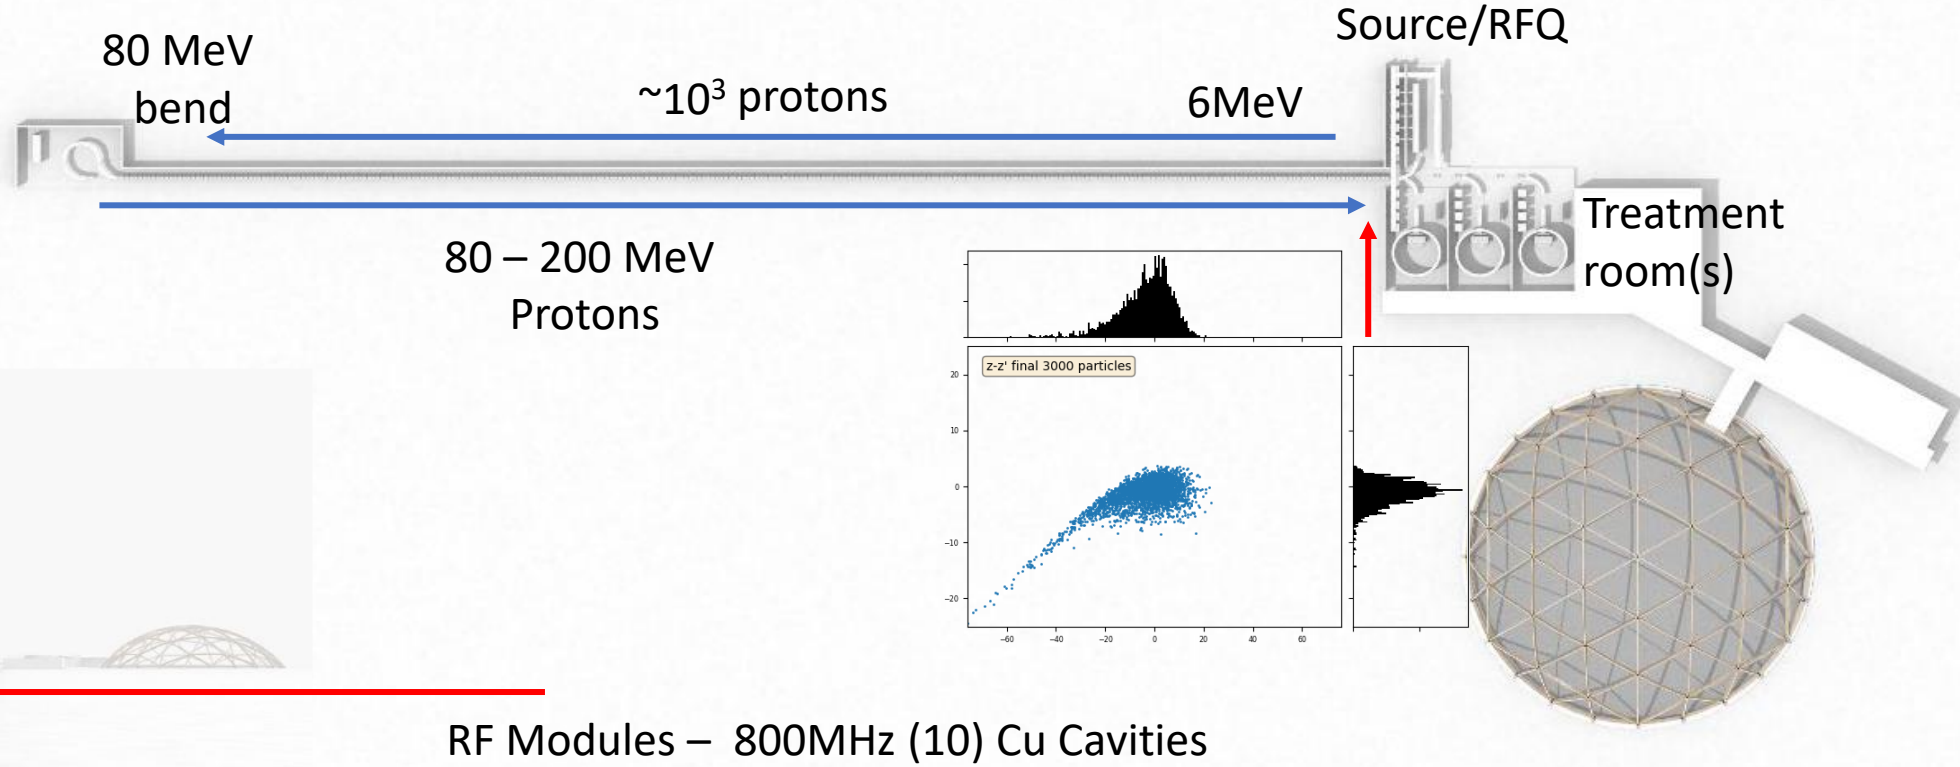 Source/RFQ
80 MeV
bend
~10³ protons
6MeV
Treatment
room(s)
80 – 200 MeV
Protons
z-z' final 3000 particles
20
10
0
−10
−20
−60
−40
−20
0
20
40
60
RF Modules – 800MHz (10) Cu Cavities